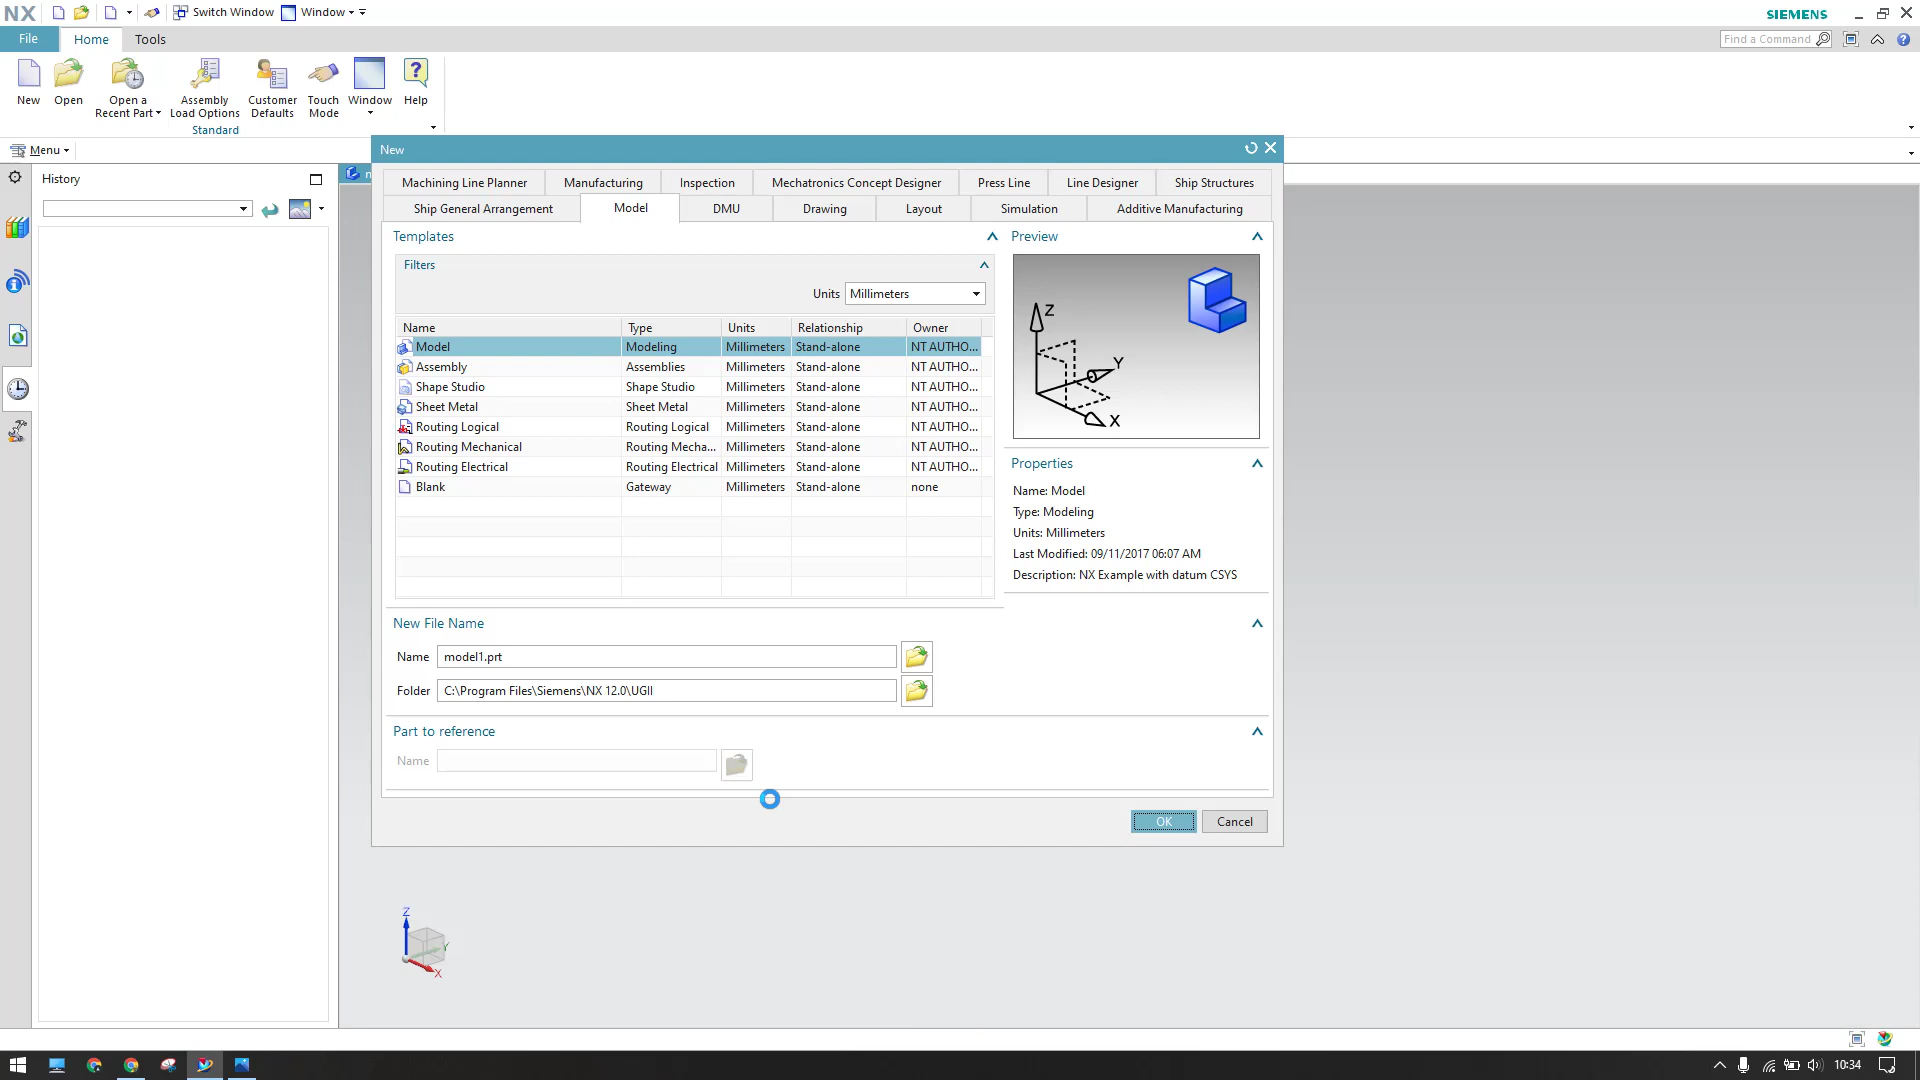 NX Switch Window Window SIEMENS
File Home Tools Find a Command
New Open Open a Recent Part Assembly Load Options Customer Defaults Touch Mode Window Help
Standard
Menu
History
New
Machining Line Planner Manufacturing Inspection Mechatronics Concept Designer Press Line Line Designer Ship Structures
Ship General Arrangement Model DMU Drawing Layout Simulation Additive Manufacturing
Templates
Filters
Units Millimeters
Name Type Units Relationship Owner
Model Modeling Millimeters Stand-alone NT AUTHO...
Assembly Assemblies Millimeters Stand-alone NT AUTHO...
Shape Studio Shape Studio Millimeters Stand-alone NT AUTHO...
Sheet Metal Sheet Metal Millimeters Stand-alone NT AUTHO...
Routing Logical Routing Logical Millimeters Stand-alone NT AUTHO...
Routing Mechanical Routing Mecha... Millimeters Stand-alone NT AUTHO...
Routing Electrical Routing Electrical Millimeters Stand-alone NT AUTHO...
Blank Gateway Millimeters Stand-alone none
Preview
Z
Y
X
Properties
Name: Model
Type: Modeling
Units: Millimeters
Last Modified: 09/11/2017 06:07 AM
Description: NX Example with datum CSYS
New File Name
Name model1.prt
Folder C:\Program Files\Siemens\NX 12.0\UGII
Part to reference
Name
OK Cancel
Z
Y
X
10:34